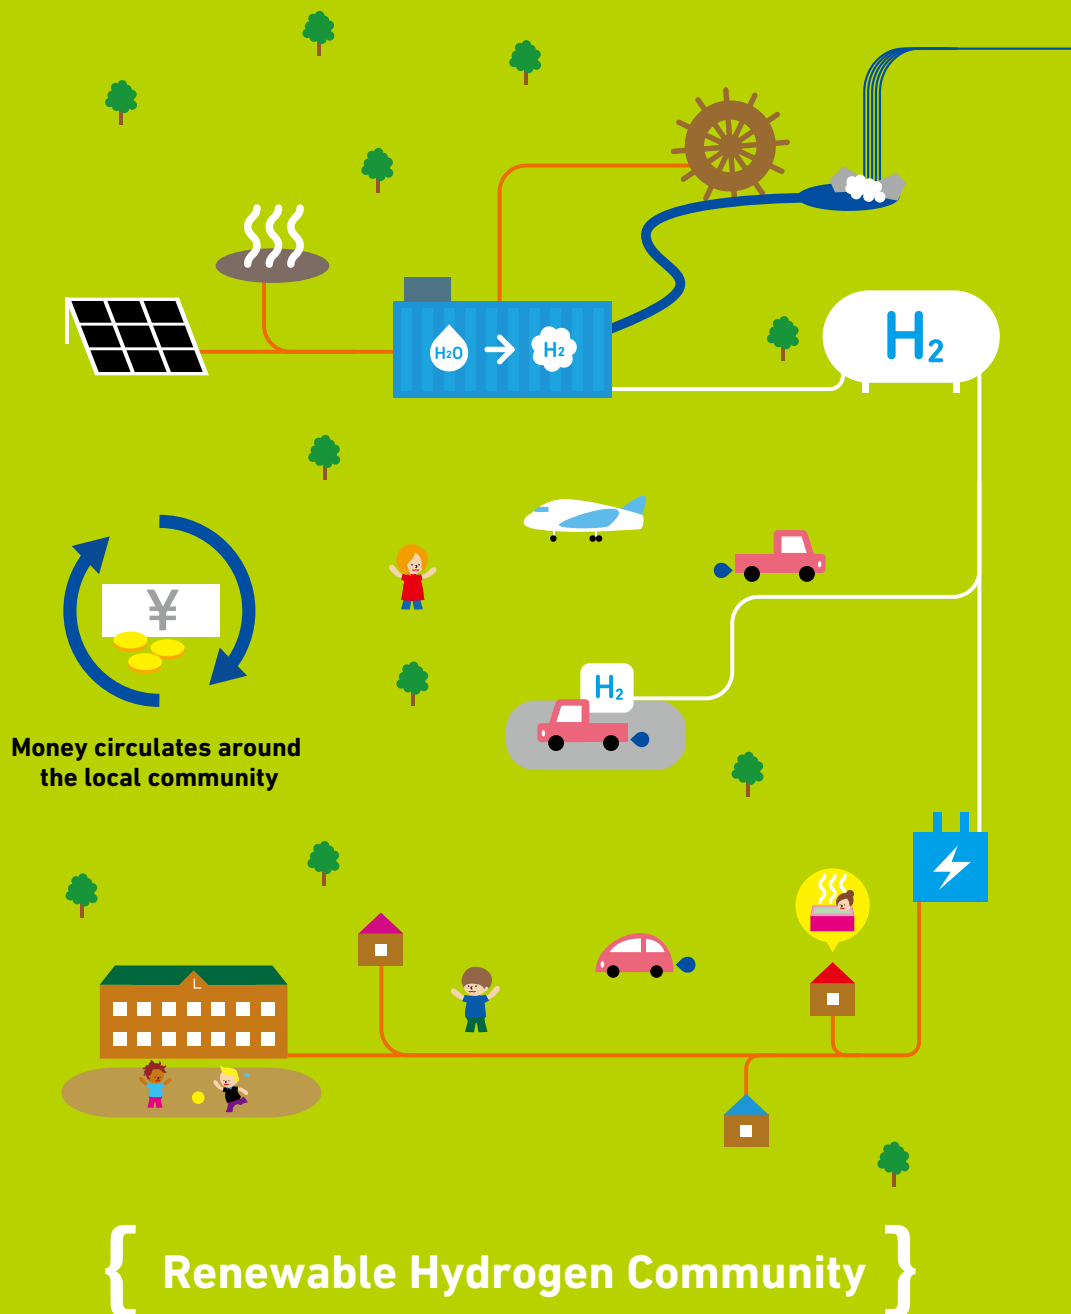 H2O
H2
H2
¥
H2
Money circulates around
the local community
{ Renewable Hydrogen Community }